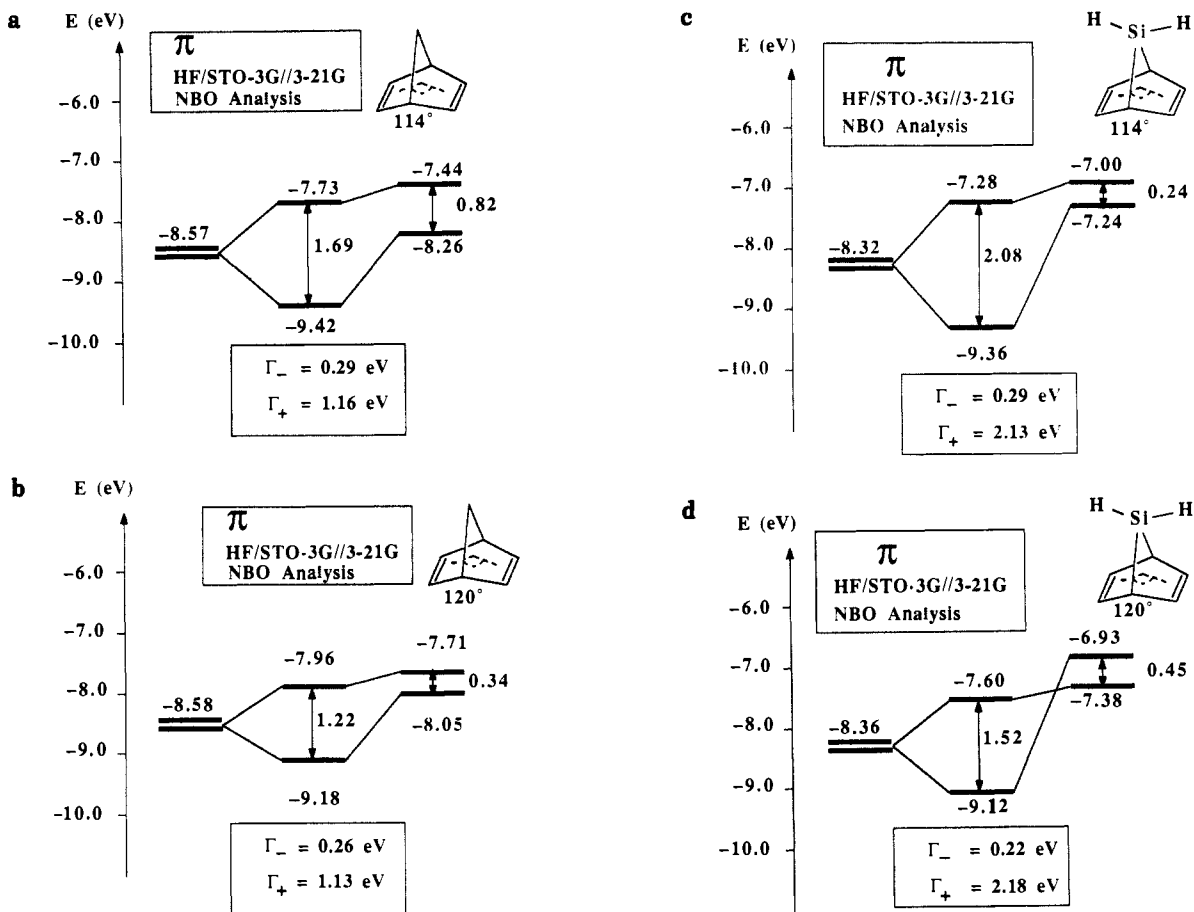 a
E (eV)
π
HF/STO-3G//3-21G
NBO Analysis
114°
-6.0
-7.0
-8.0
-9.0
-10.0
-8.57
-7.73
1.69
-9.42
-7.44
0.82
-8.26
Γ₋ = 0.29 eV
Γ₊ = 1.16 eV
b
E (eV)
π
HF/STO-3G//3-21G
NBO Analysis
120°
-6.0
-7.0
-8.0
-9.0
-10.0
-8.58
-7.96
1.22
-9.18
-7.71
0.34
-8.05
Γ₋ = 0.26 eV
Γ₊ = 1.13 eV
c
E (eV)
π
HF/STO-3G//3-21G
NBO Analysis
H Si H
114°
-6.0
-7.0
-8.0
-9.0
-10.0
-8.32
-7.28
2.08
-9.36
-7.00
0.24
-7.24
Γ₋ = 0.29 eV
Γ₊ = 2.13 eV
d
E (eV)
π
HF/STO-3G//3-21G
NBO Analysis
H Si H
120°
-6.0
-7.0
-8.0
-9.0
-10.0
-8.36
-7.60
1.52
-9.12
-6.93
0.45
-7.38
Γ₋ = 0.22 eV
Γ₊ = 2.18 eV